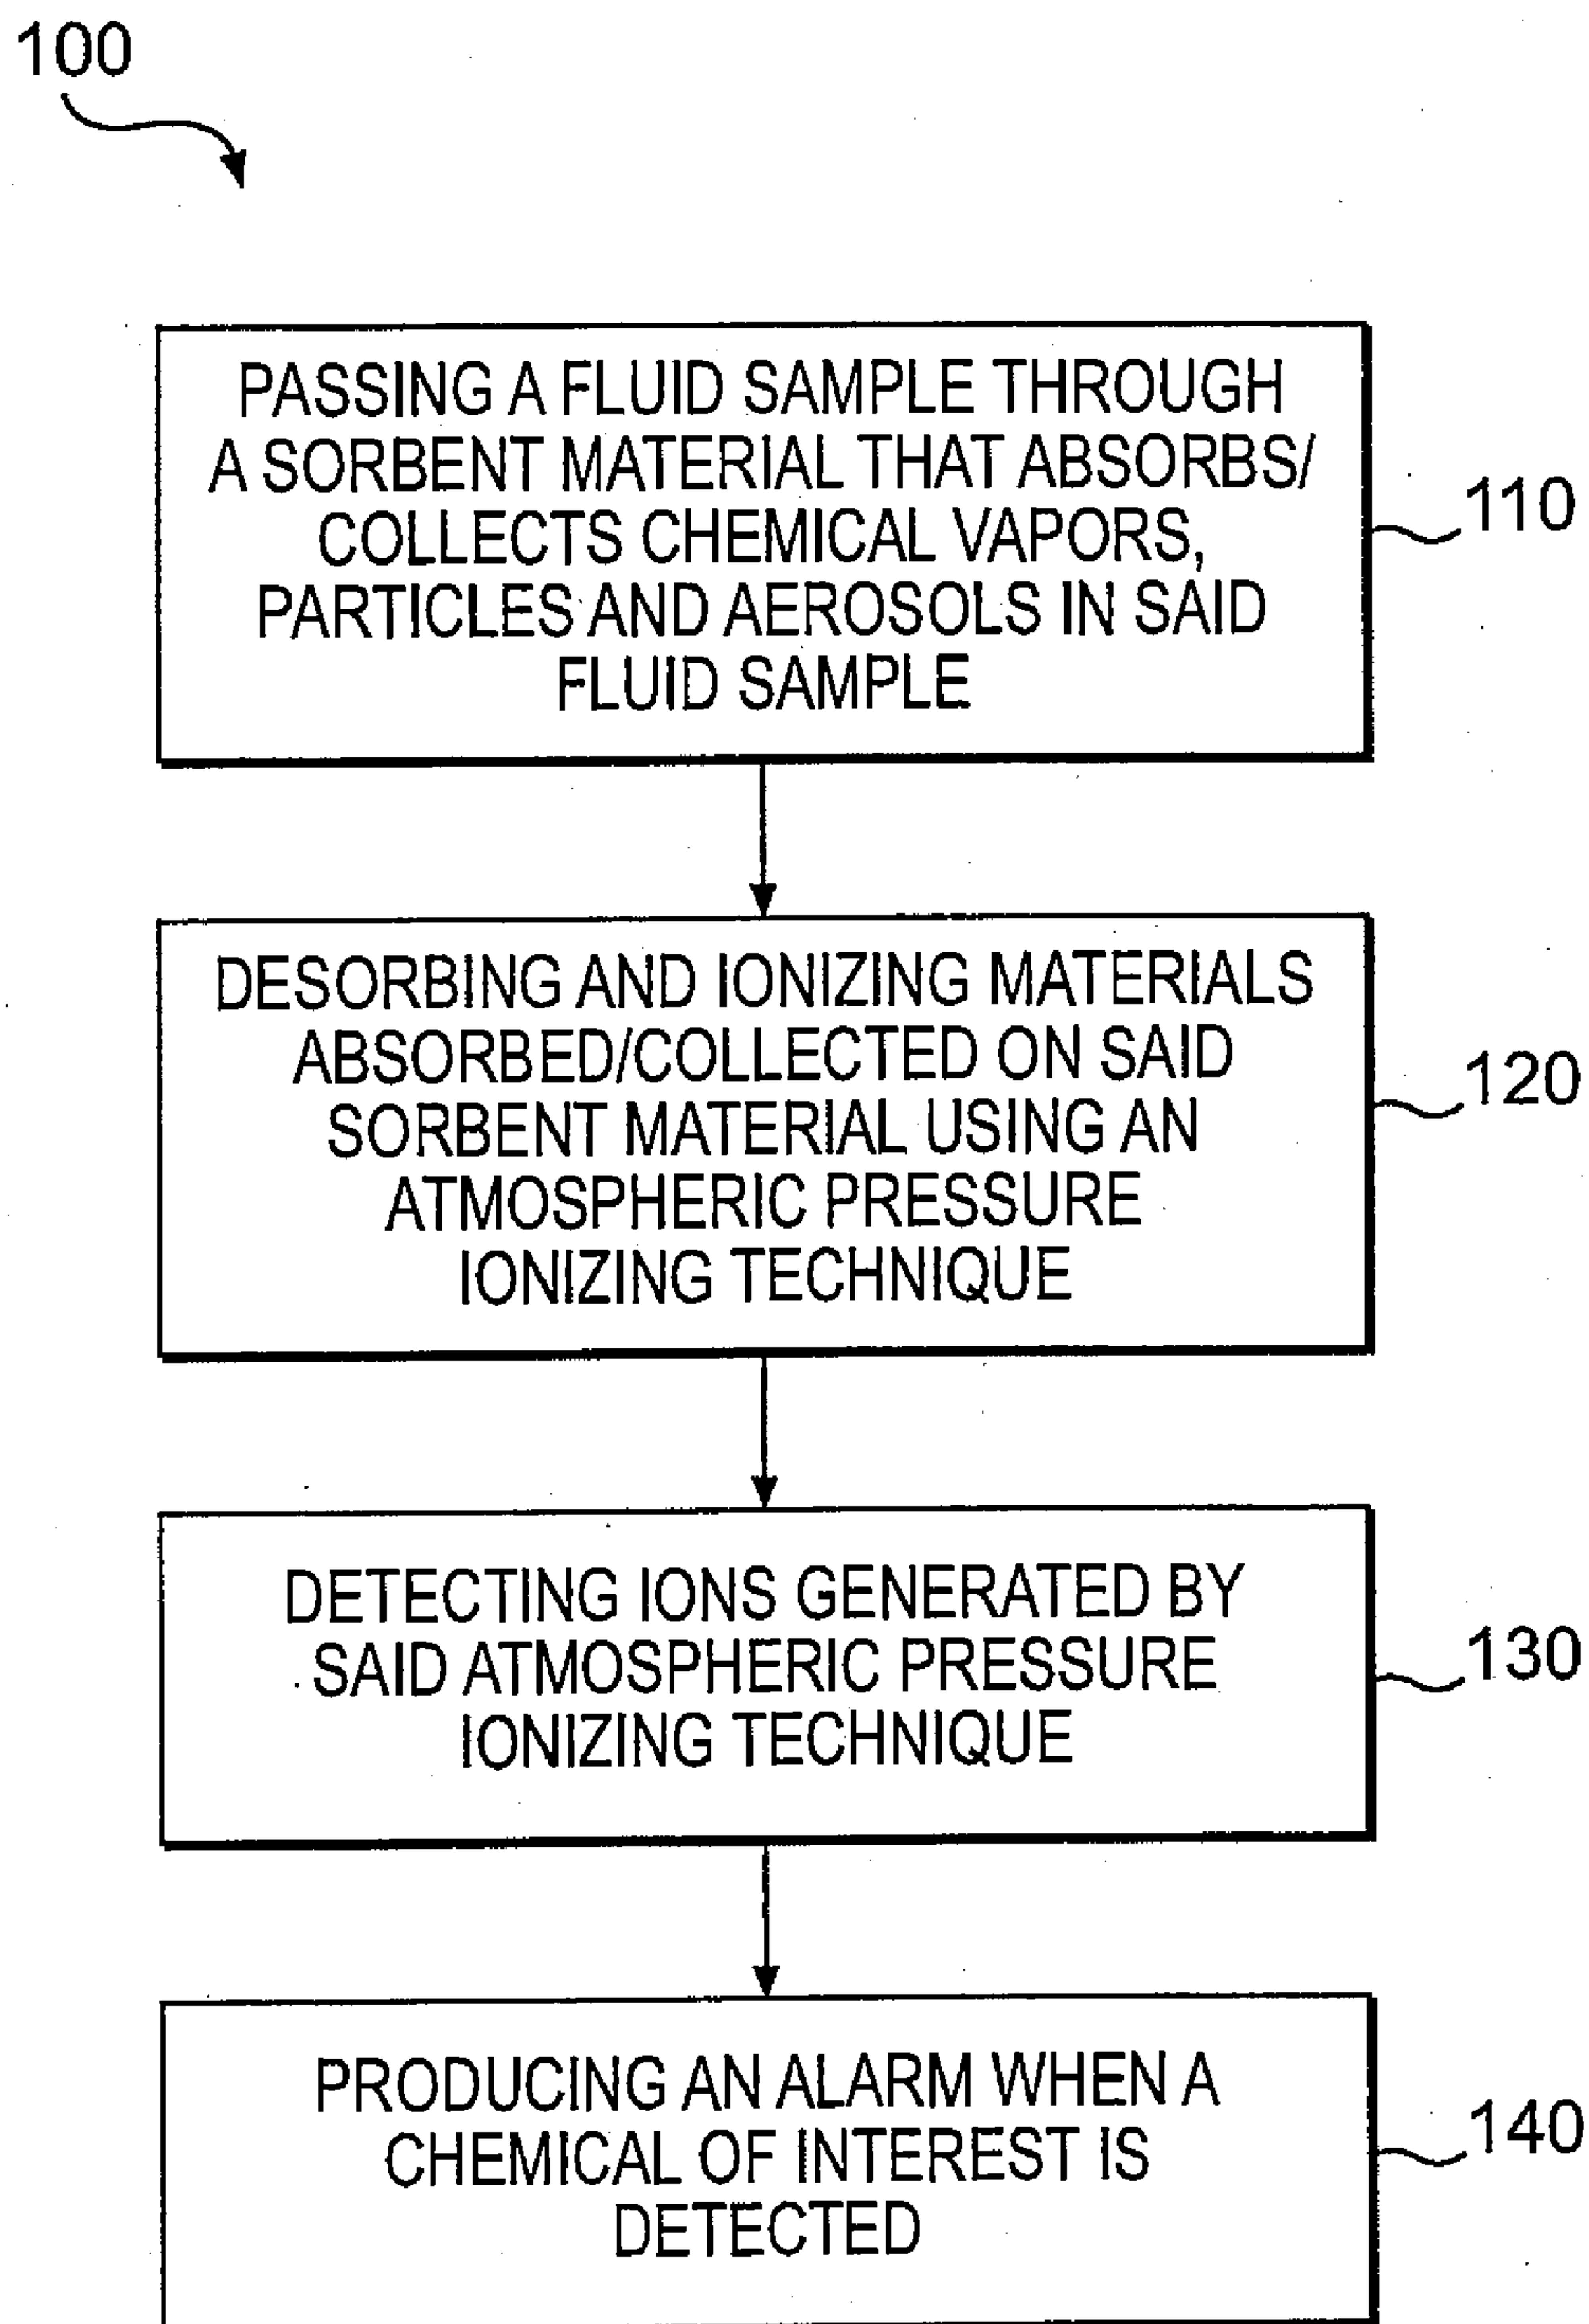 100
PASSING A FLUID SAMPLE THROUGH
A SORBENT MATERIAL THAT ABSORBS/
COLLECTS CHEMICAL VAPORS,
PARTICLES AND AEROSOLS IN SAID
FLUID SAMPLE
110
DESORBING AND IONIZING MATERIALS
ABSORBED/COLLECTED ON SAID
SORBENT MATERIAL USING AN
ATMOSPHERIC PRESSURE
IONIZING TECHNIQUE
120
DETECTING IONS GENERATED BY
SAID ATMOSPHERIC PRESSURE
IONIZING TECHNIQUE
130
PRODUCING AN ALARM WHEN A
CHEMICAL OF INTEREST IS
DETECTED
140